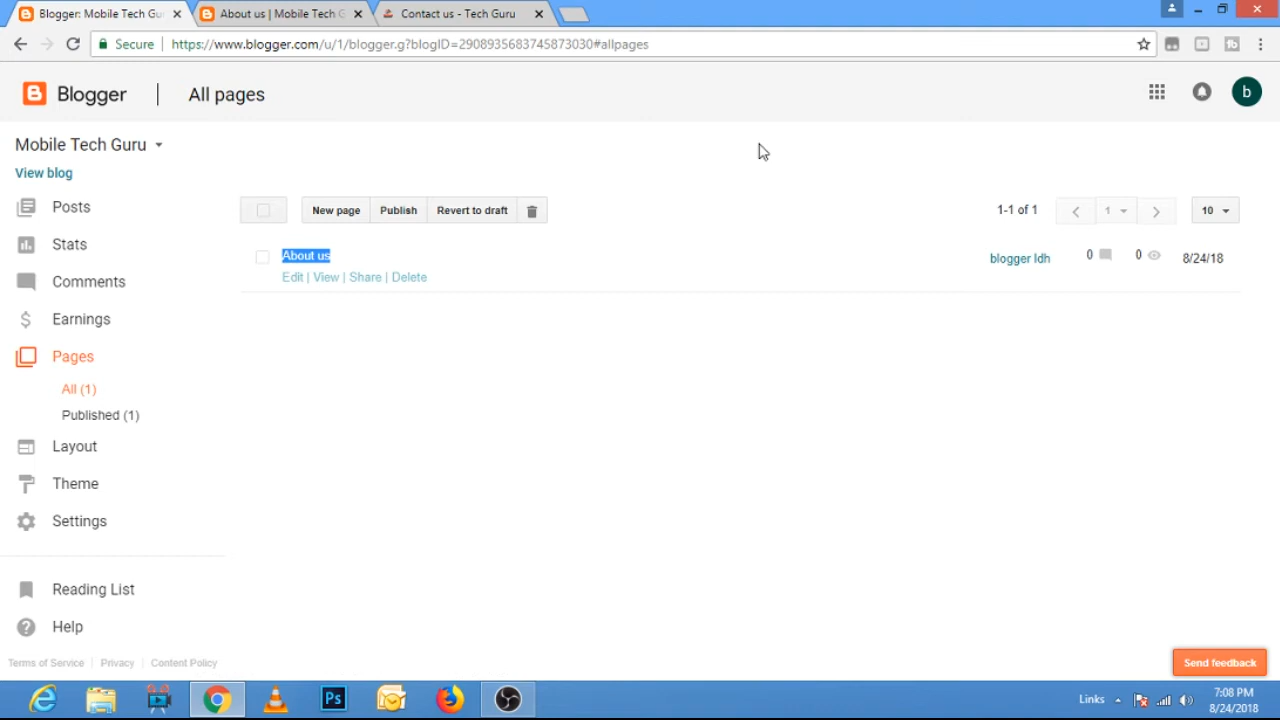 Blogger: Mobile Tech Gu
About us | Mobile Tech G
Contact us - Tech Guru
Secure
https://www.blogger.com/u/1/blogger.g?blogID=2908935683745873030#allpages
Blogger
All pages
b
Mobile Tech Guru
View blog
Posts
Stats
Comments
Earnings
Pages
All (1)
Published (1)
Layout
Theme
Settings
Reading List
Help
Terms of Service | Privacy | Content Policy
New page
Publish
Revert to draft
1-1 of 1
1
10
About us
Edit | View | Share | Delete
blogger ldh
0
0
8/24/18
Send feedback
Ps
Links
7:08 PM
8/24/2018